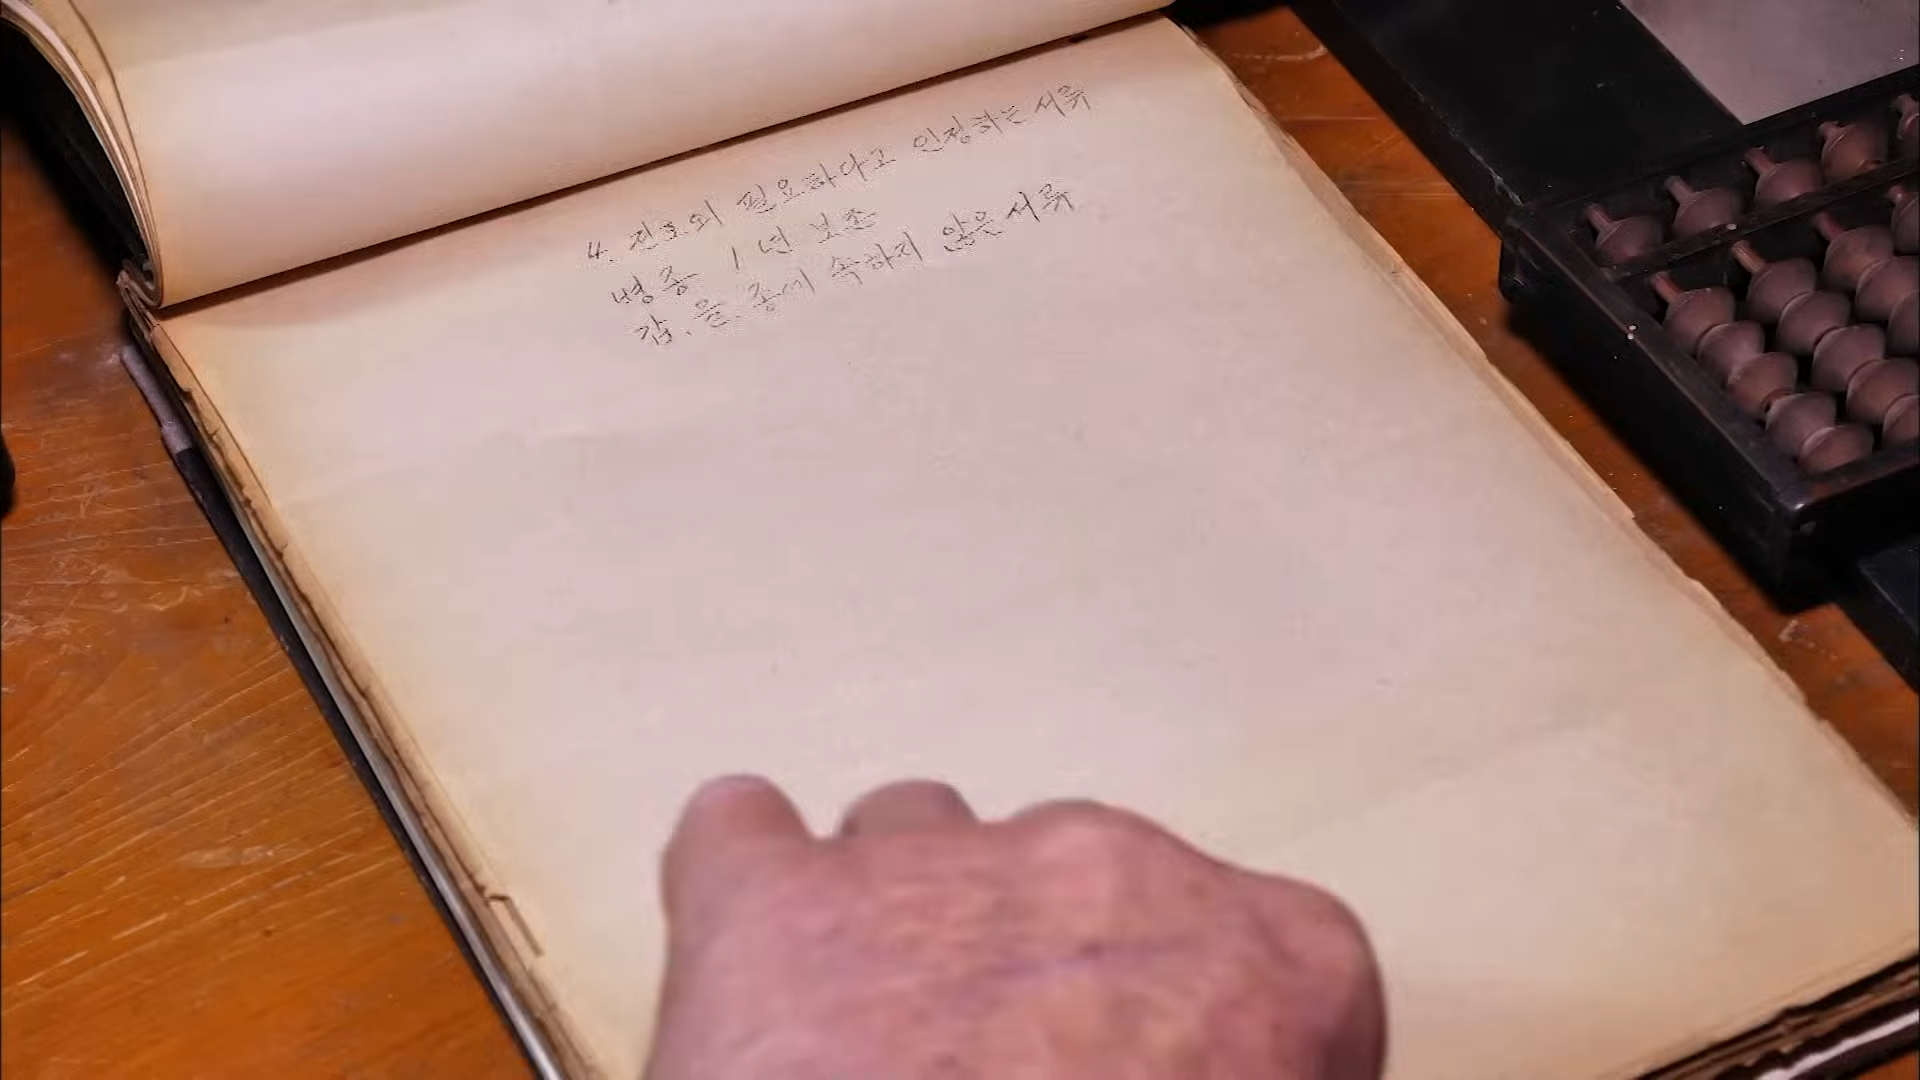 4. 진조의 필요하다고 인정하는 서류
병종 1년 보존
갑. 을. 종에 속하지 않은 서류